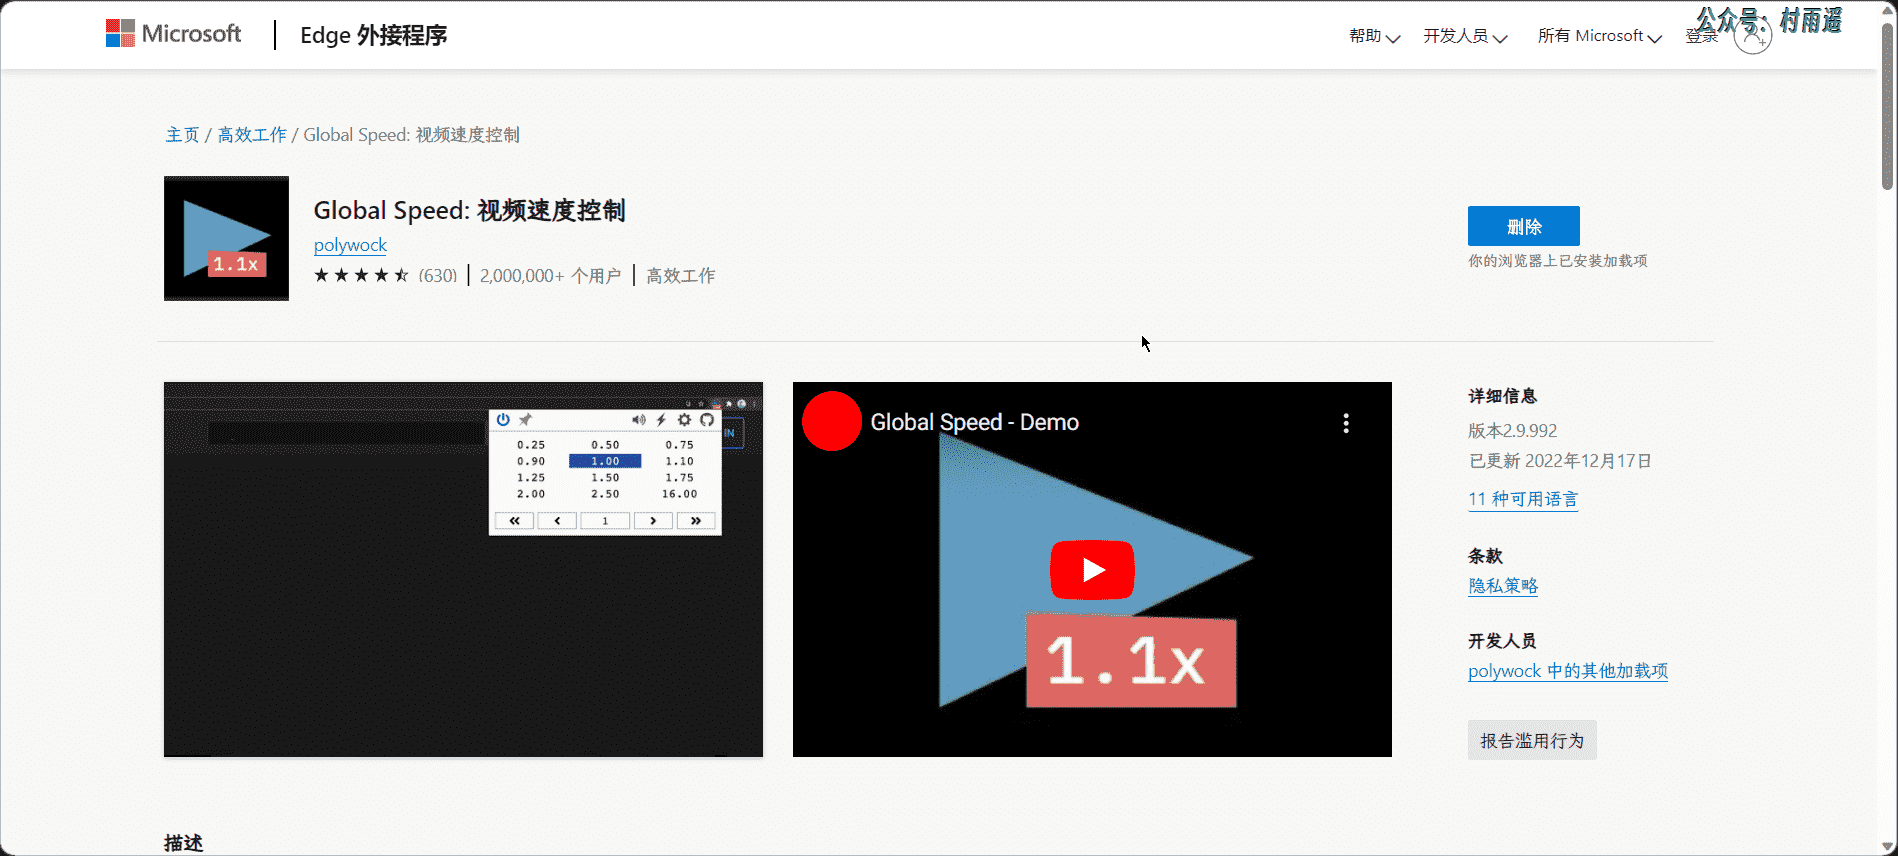 Microsoft
Edge 外接程序
帮助
开发人员
所有 Microsoft
登录
公众号：村雨遥
主页 / 高效工作 / Global Speed: 视频速度控制
1.1x
Global Speed: 视频速度控制
polywock
(630)
2,000,000+ 个用户
高效工作
删除
你的浏览器上已安装加载项
IN
0.25 0.50 0.75
0.90 1.00 1.10
1.25 1.50 1.75
2.00 2.50 16.00
1
Global Speed - Demo
1.1x
详细信息
版本2.9.992
已更新 2022年12月17日
11 种可用语言
条款
隐私策略
开发人员
polywock 中的其他加载项
报告滥用行为
描述